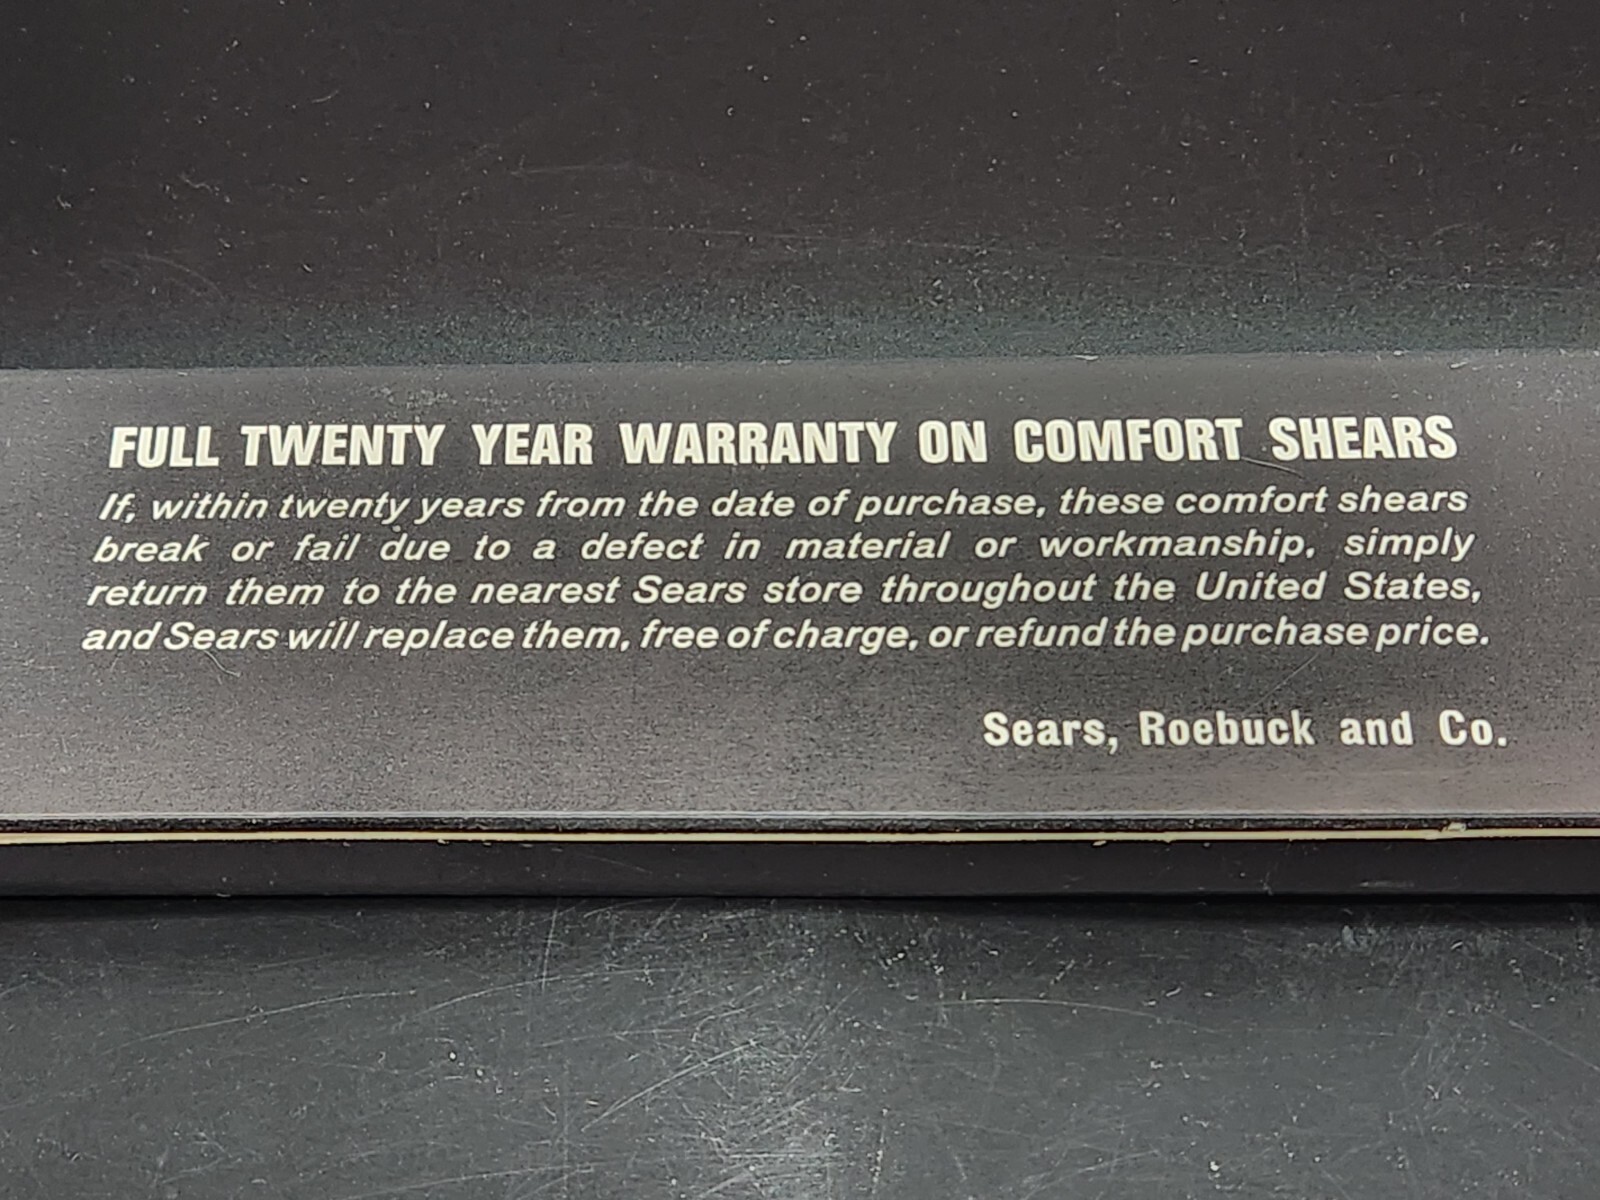 FULL TWENTY YEAR WARRANTY ON COMFORT SHEARS
If, within twenty years from the date of purchase, these comfort shears
break or fail due to a defect in material or workmanship, simply
return them to the nearest Sears store throughout the United States,
and Sears will replace them, free of charge, or refund the purchase price.
Sears, Roebuck and Co.